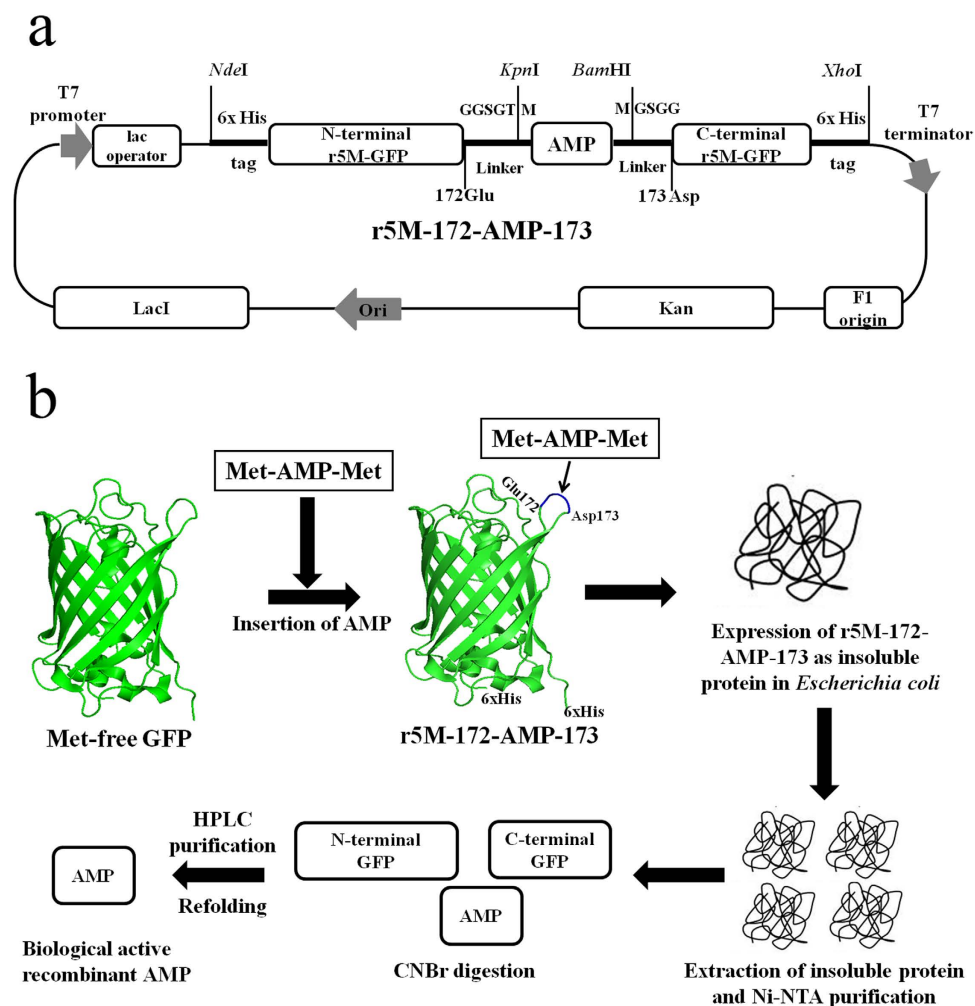 a
NdeI
KpnI
BamHI
XhoI
T7
promoter
6x His
GGSGT M
M GSGG
6x His
T7
terminator
lac
operator
N-terminal
r5M-GFP
AMP
C-terminal
r5M-GFP
tag
Linker
Linker
tag
172Glu
173Asp
r5M-172-AMP-173
LacI
Ori
Kan
F1
origin
b
Met-AMP-Met
Met-AMP-Met
Glu172
Asp173
Insertion of AMP
6xHis
6xHis
Met-free GFP
r5M-172-AMP-173
Expression of r5M-172-
AMP-173 as insoluble
protein in Escherichia coli
HPLC
purification
Refolding
N-terminal
GFP
C-terminal
GFP
AMP
AMP
Biological active
recombinant AMP
CNBr digestion
Extraction of insoluble protein
and Ni-NTA purification